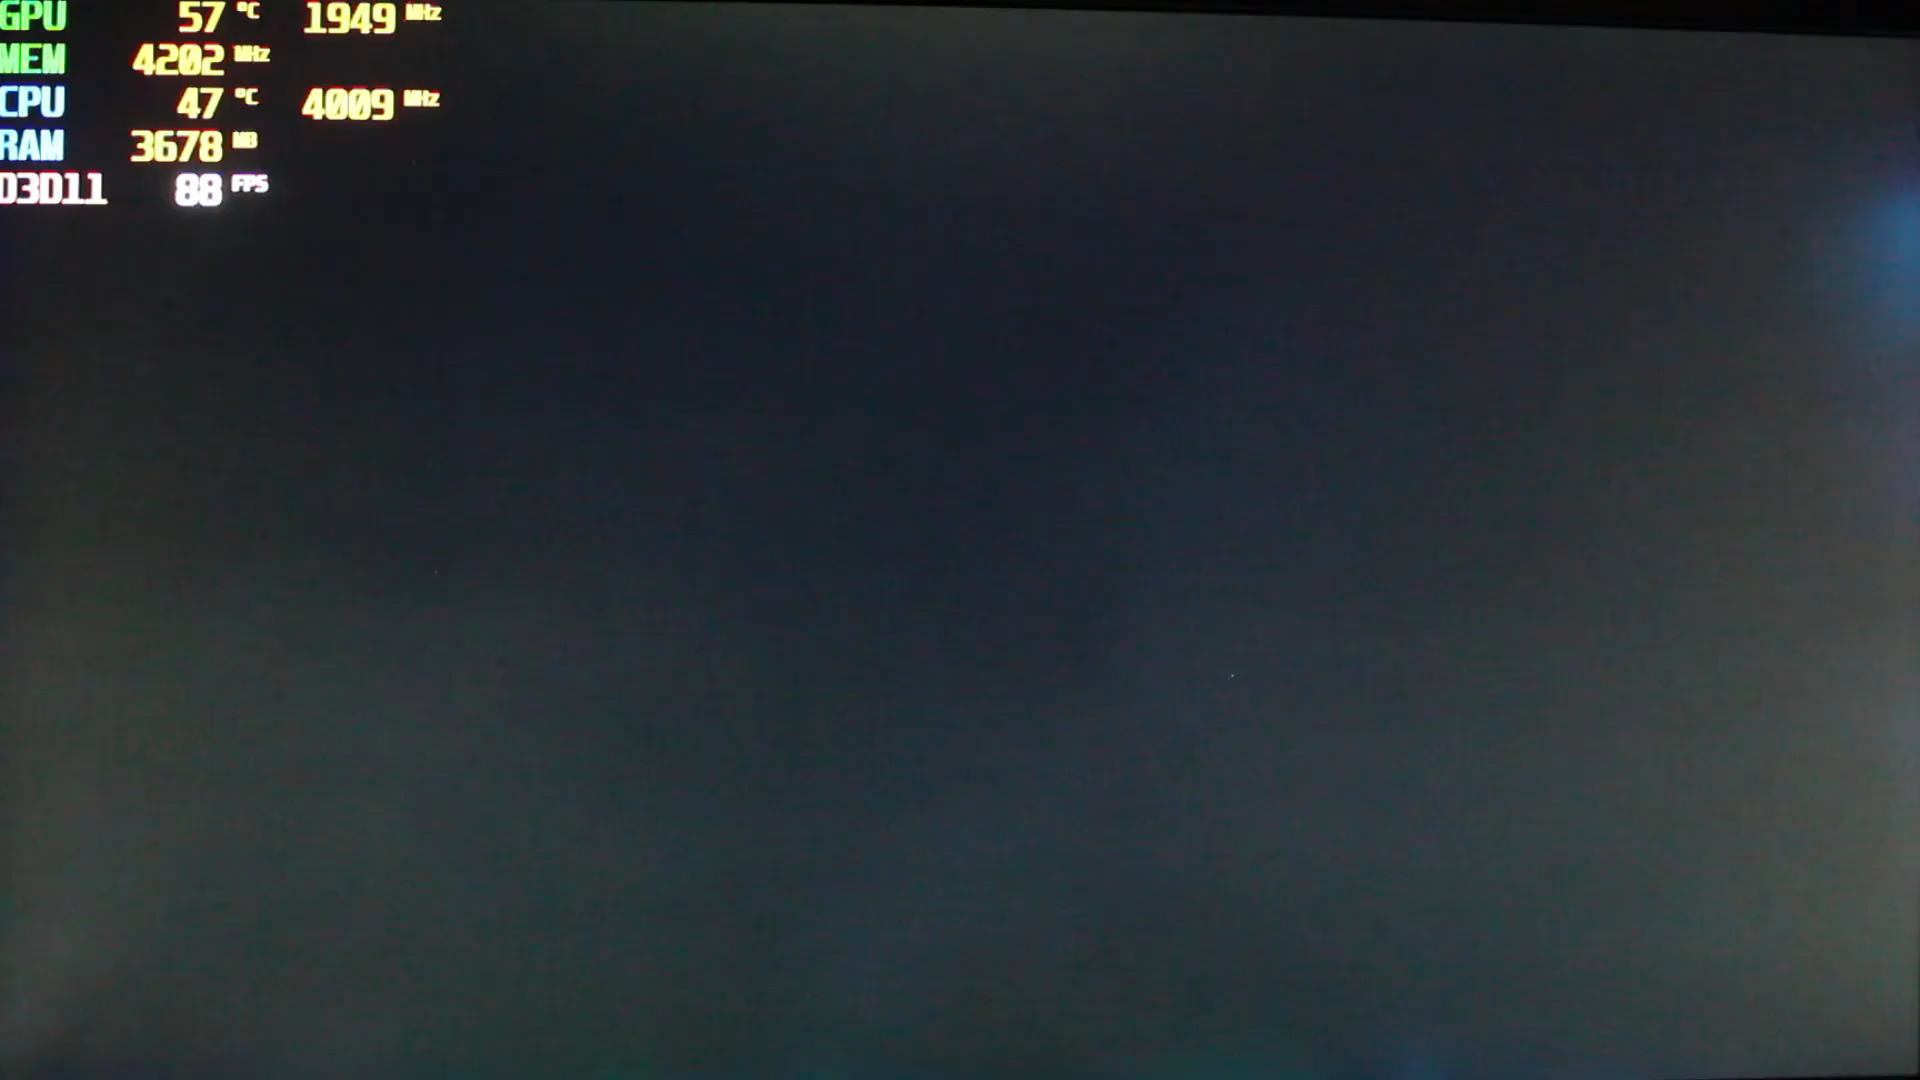 GPU 57 °C 1949 MHz
MEM 4202 MHz
CPU 47 °C 4009 MHz
RAM 3678 MB
D3D11 88 FPS